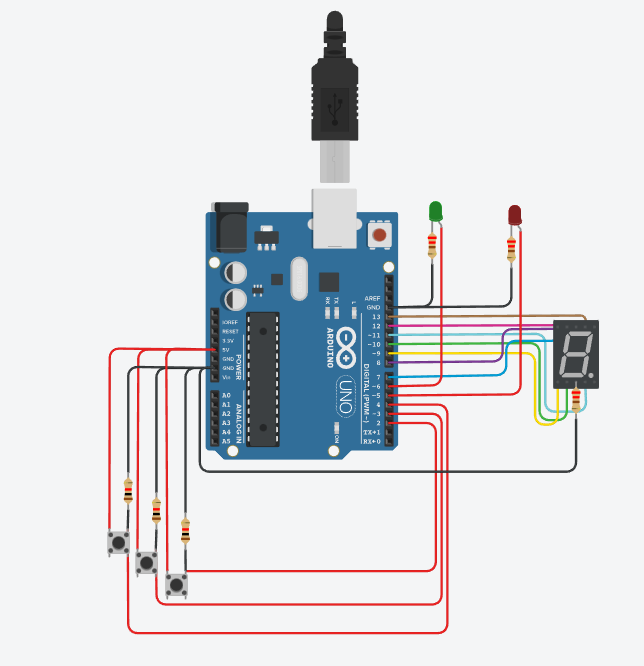 AREF
GND
13
12
~11
~10
~9
8
7
~6
~5
4
~3
2
TX→1
RX←0
DIGITAL (PWM~)
L
TX
RX
ARDUINO
UNO
ON
IOREF
RESET
3.3V
5V
GND
GND
Vin
POWER
A0
A1
A2
A3
A4
A5
ANALOG IN